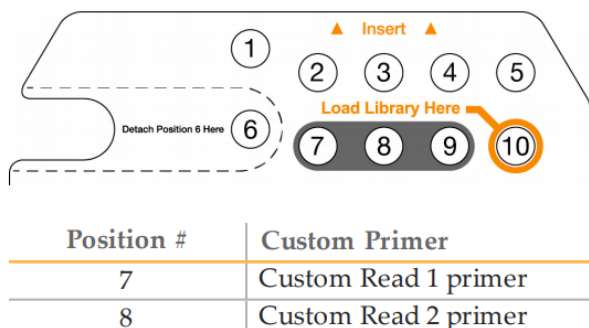 ▲ Insert ▲
1
2 3 4 5
Load Library Here
Detach Position 6 Here 6
7 8 9 10
Position # Custom Primer
7 Custom Read 1 primer
8 Custom Read 2 primer